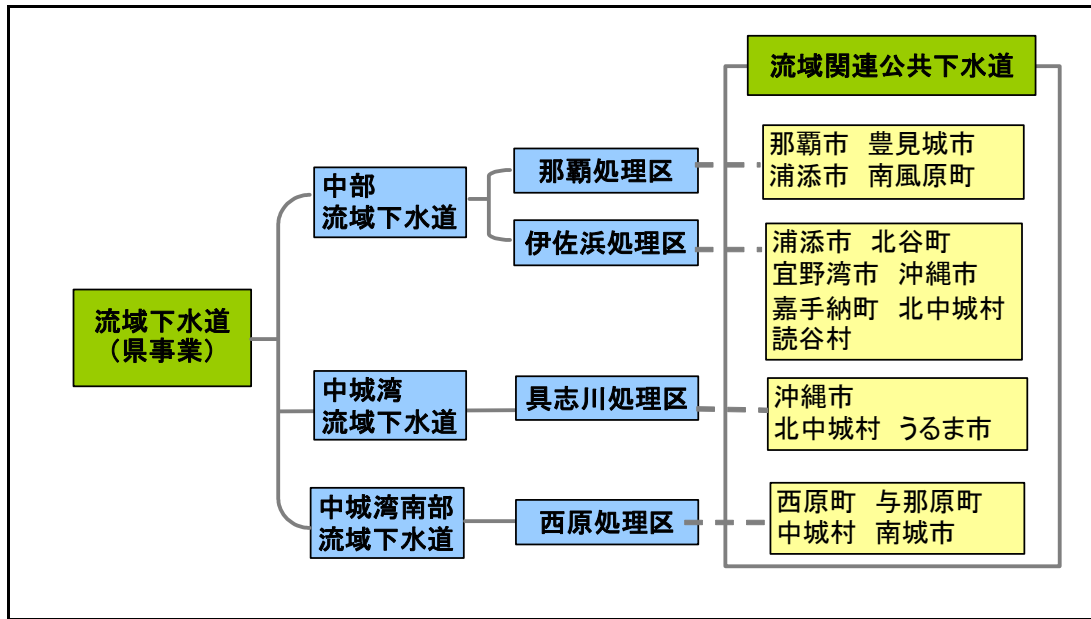 流域関連公共下水道
流域下水道
（県事業）
中部
流域下水道
那覇処理区
那覇市 豊見城市
浦添市 南風原町
伊佐浜処理区
浦添市 北谷町
宜野湾市 沖縄市
嘉手納町 北中城村
読谷村
中城湾
流域下水道
具志川処理区
沖縄市
北中城村 うるま市
中城湾南部
流域下水道
西原処理区
西原町 与那原町
中城村 南城市